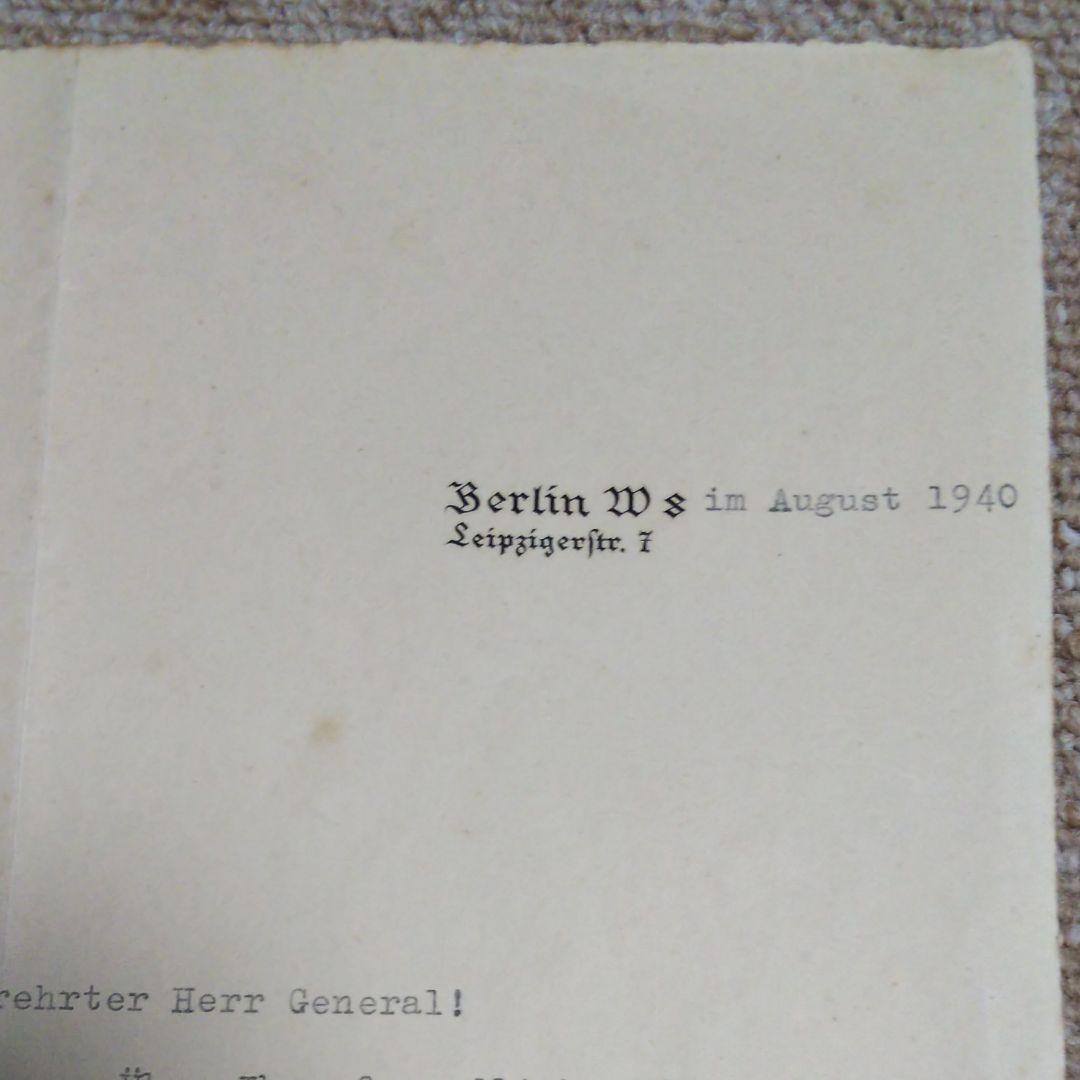 Berlin W 8 im August 1940
Leipzigerſtr. 7
rehrter Herr General!